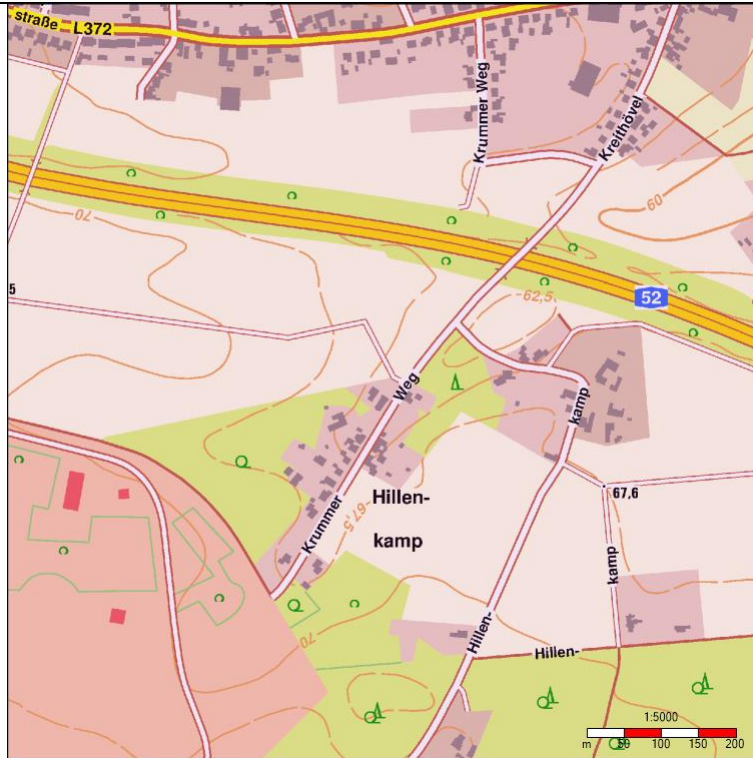 straße L372
Krummer Weg
Kreithövel
70
60
5
52
62,5
Weg
kamp
67,6
Hillen-
kamp
67,5
Krummer
kamp
70
Hillen-
Hillen-
1:5000
m 50 100 150 200